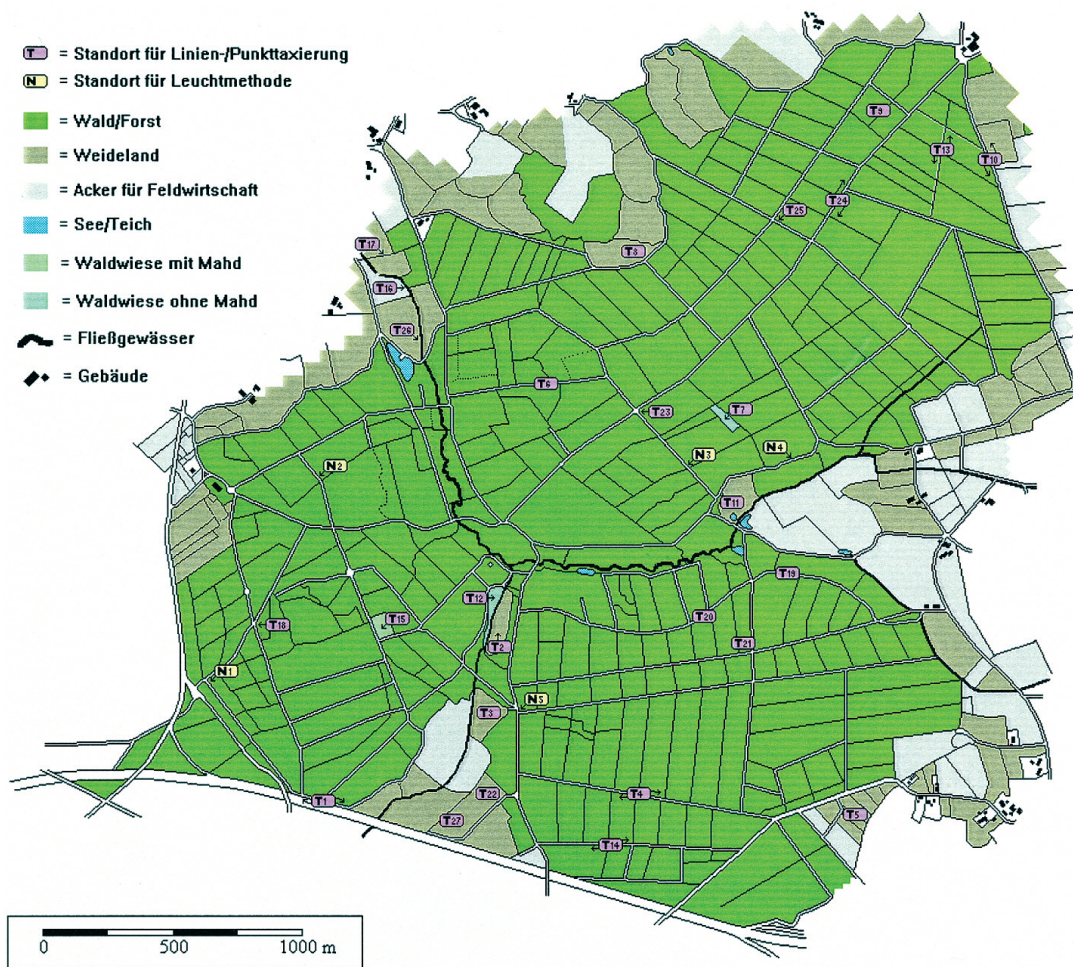 T = Standort für Linien-/Punkttaxierung
N = Standort für Leuchtmethode
= Wald/Forst
= Weideland
= Acker für Feldwirtschaft
= See/Teich
= Waldwiese mit Mahd
= Waldwiese ohne Mahd
= Fließgewässer
= Gebäude
T9
T13
T10
T24
T25
T17
T8
T16
T26
T6
T23
T7
N2
N3
N4
T11
T19
T12
T15
T20
T18
T2
T21
N1
T3
N5
T1
T22
T4
T27
T5
T14
0 500 1000 m